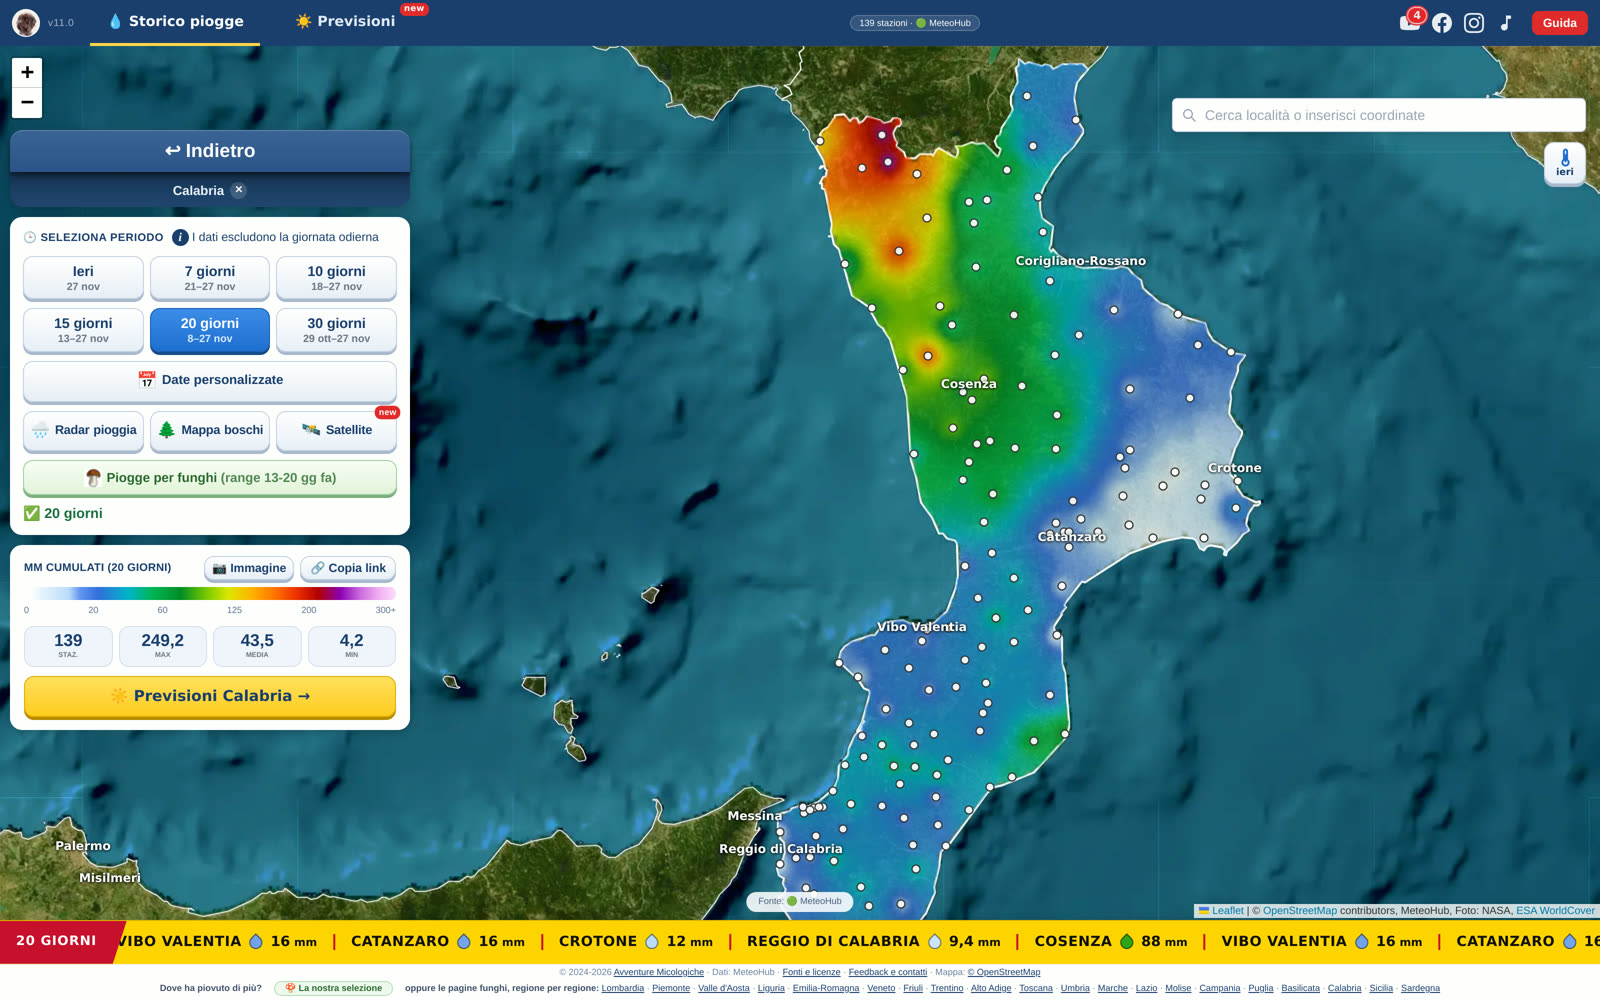 v11.0
💧 Storico piogge
☀️ Previsioni
new
139 stazioni · 🟢 MeteoHub
4
Guida
+
−
↩ Indietro
Calabria ✕
Cerca località o inserisci coordinate
ieri
🕒 SELEZIONA PERIODO i I dati escludono la giornata odierna
Ieri
27 nov
7 giorni
21–27 nov
10 giorni
18–27 nov
15 giorni
13–27 nov
20 giorni
8–27 nov
30 giorni
29 ott–27 nov
📅 Date personalizzate
🌧️ Radar pioggia
🌲 Mappa boschi
🛰️ Satellite
new
🍄 Piogge per funghi (range 13-20 gg fa)
✅ 20 giorni
MM CUMULATI (20 GIORNI)
📷 Immagine
🔗 Copia link
0 20 60 125 200 300+
139
STAZ.
249,2
MAX
43,5
MEDIA
4,2
MIN
☀️ Previsioni Calabria →
Corigliano-Rossano
Cosenza
Crotone
Catanzaro
Vibo Valentia
Messina
Reggio di Calabria
Palermo
Misilmeri
Fonte: 🟢 MeteoHub
Leaflet | © OpenStreetMap contributors, MeteoHub, Foto: NASA, ESA WorldCover
20 GIORNI
VIBO VALENTIA 16 mm | CATANZARO 16 mm | CROTONE 12 mm | REGGIO DI CALABRIA 9,4 mm | COSENZA 88 mm | VIBO VALENTIA 16 mm | CATANZARO 16
© 2024-2026 Avventure Micologiche · Dati: MeteoHub · Fonti e licenze · Feedback e contatti · Mappa: © OpenStreetMap
Dove ha piovuto di più? 🍄 La nostra selezione oppure le pagine funghi, regione per regione: Lombardia · Piemonte · Valle d'Aosta · Liguria · Emilia-Romagna · Veneto · Friuli · Trentino · Alto Adige · Toscana · Umbria · Marche · Lazio · Molise · Campania · Puglia · Basilicata · Calabria · Sicilia · Sardegna